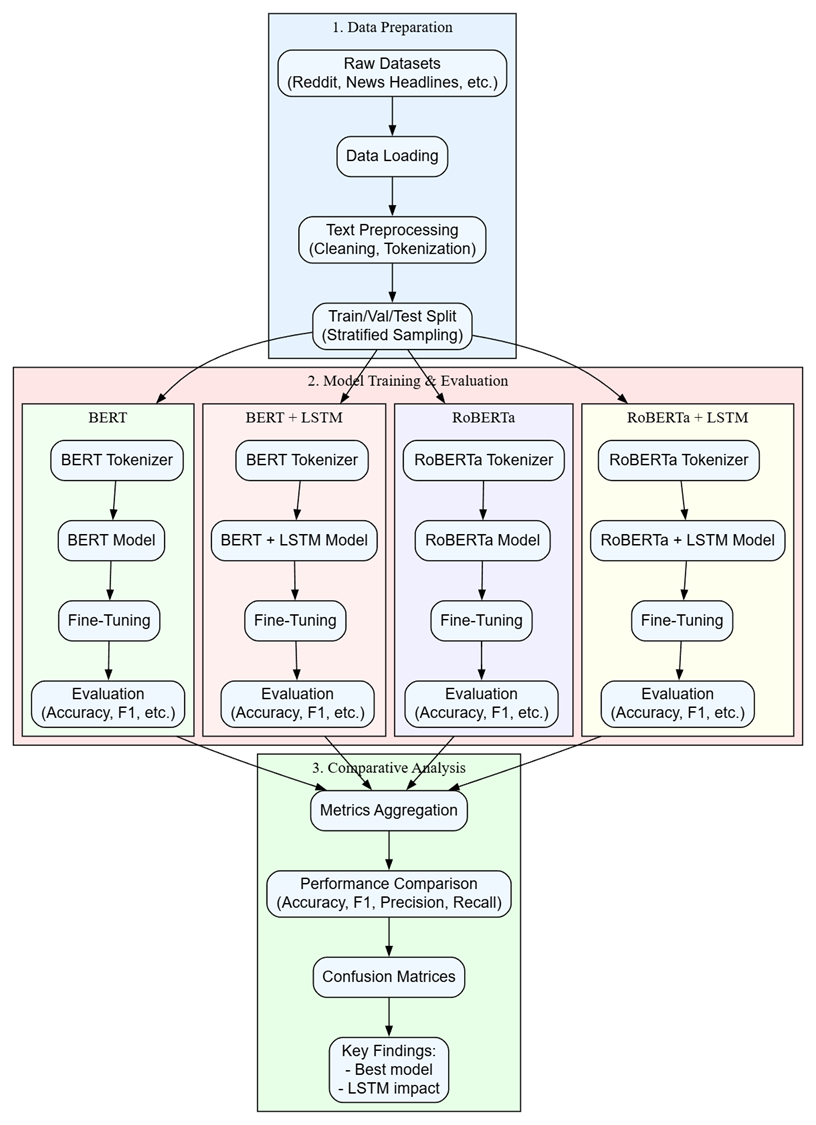 1. Data Preparation
Raw Datasets
(Reddit, News Headlines, etc.)
Data Loading
Text Preprocessing
(Cleaning, Tokenization)
Train/Val/Test Split
(Stratified Sampling)
2. Model Training & Evaluation
BERT
BERT Tokenizer
BERT Model
Fine-Tuning
Evaluation
(Accuracy, F1, etc.)
BERT + LSTM
BERT Tokenizer
BERT + LSTM Model
Fine-Tuning
Evaluation
(Accuracy, F1, etc.)
RoBERTa
RoBERTa Tokenizer
RoBERTa Model
Fine-Tuning
Evaluation
(Accuracy, F1, etc.)
RoBERTa + LSTM
RoBERTa Tokenizer
RoBERTa + LSTM Model
Fine-Tuning
Evaluation
(Accuracy, F1, etc.)
3. Comparative Analysis
Metrics Aggregation
Performance Comparison
(Accuracy, F1, Precision, Recall)
Confusion Matrices
Key Findings:
- Best model
- LSTM impact